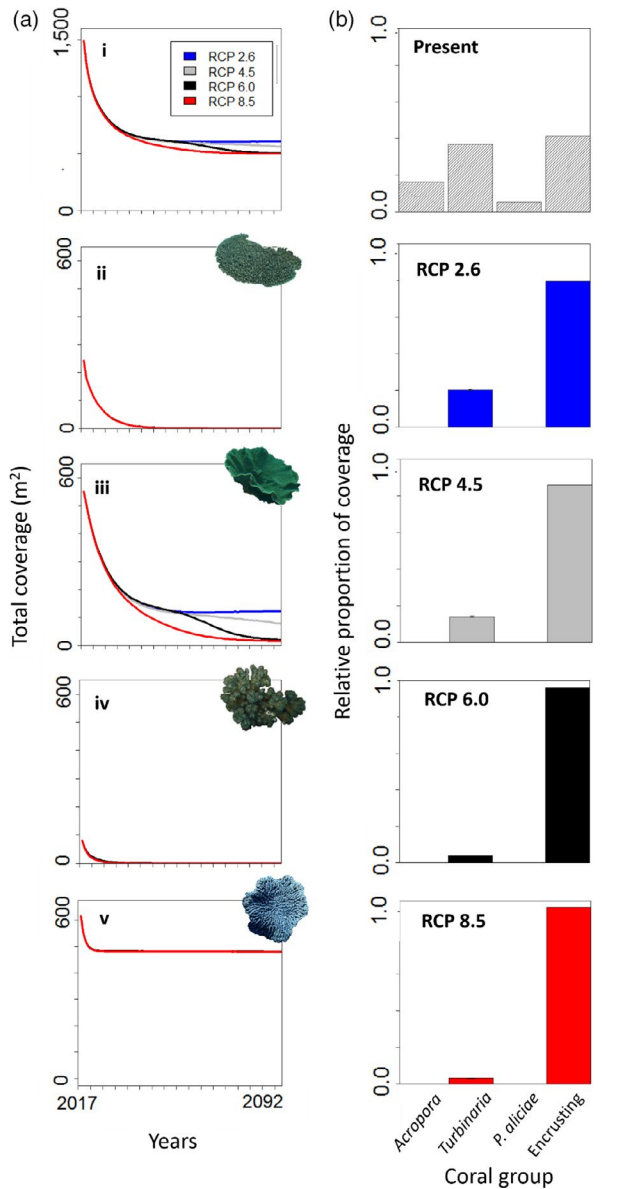 (a)
(b)
Total coverage (m²)
1,500
0
i
RCP 2.6
RCP 4.5
RCP 6.0
RCP 8.5
600
0
ii
600
0
iii
600
0
iv
600
0
v
2017
2092
Years
Relative proportion of coverage
1.0
0.0
Present
1.0
0.0
RCP 2.6
1.0
0.0
RCP 4.5
1.0
0.0
RCP 6.0
1.0
0.0
RCP 8.5
Acropora
Turbinaria
P. aliciae
Encrusting
Coral group